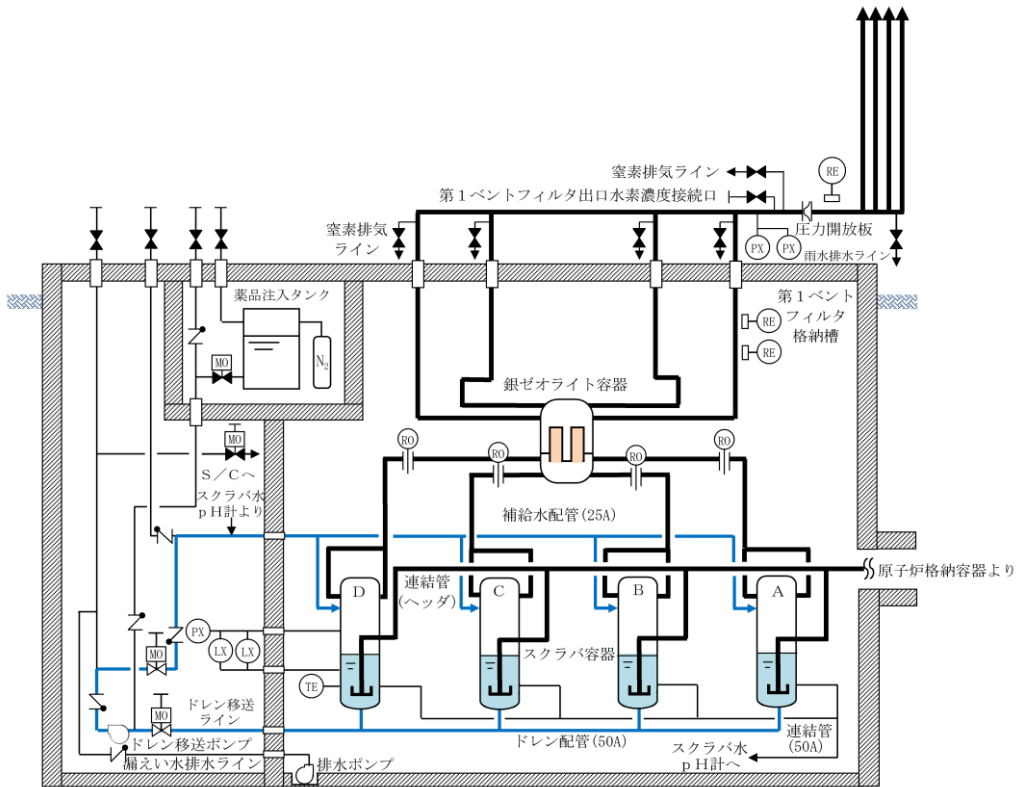 窒素排気ライン
RE
第１ベントフィルタ出口水素濃度接続口
窒素排気
ライン
PX
PX
圧力開放板
雨水排水ライン
薬品注入タンク
N2
MO
第１ベント
フィルタ
格納槽
RE
RE
銀ゼオライト容器
MO
S／Cへ
スクラバ水
pH計より
RO
RO
RO
RO
補給水配管(25A)
連結管
(ヘッダ)
原子炉格納容器より
D
C
B
A
スクラバ容器
PX
LX
LX
MO
TE
ドレン移送
ライン
MO
ドレン移送ポンプ
漏えい水排水ライン
排水ポンプ
ドレン配管(50A)
連結管
(50A)
スクラバ水
pH計へ